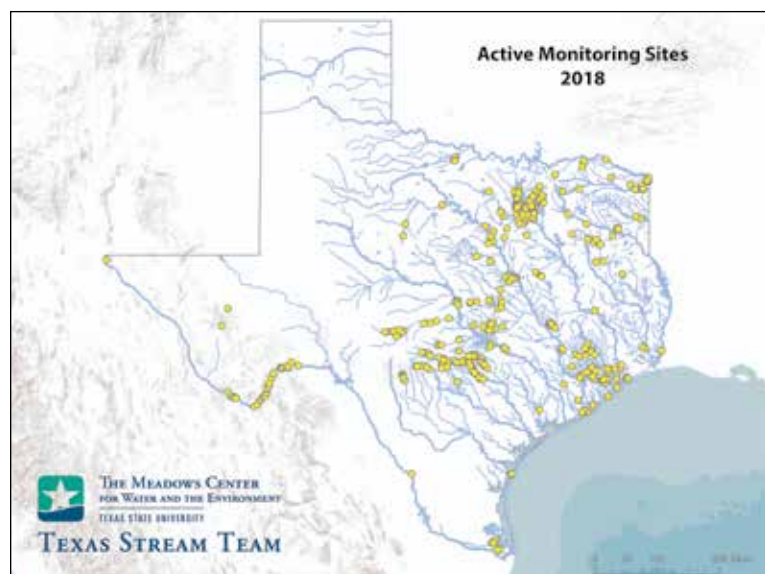 Active Monitoring Sites
2018
THE MEADOWS CENTER
FOR WATER AND THE ENVIRONMENT
TEXAS STATE UNIVERSITY
TEXAS STREAM TEAM